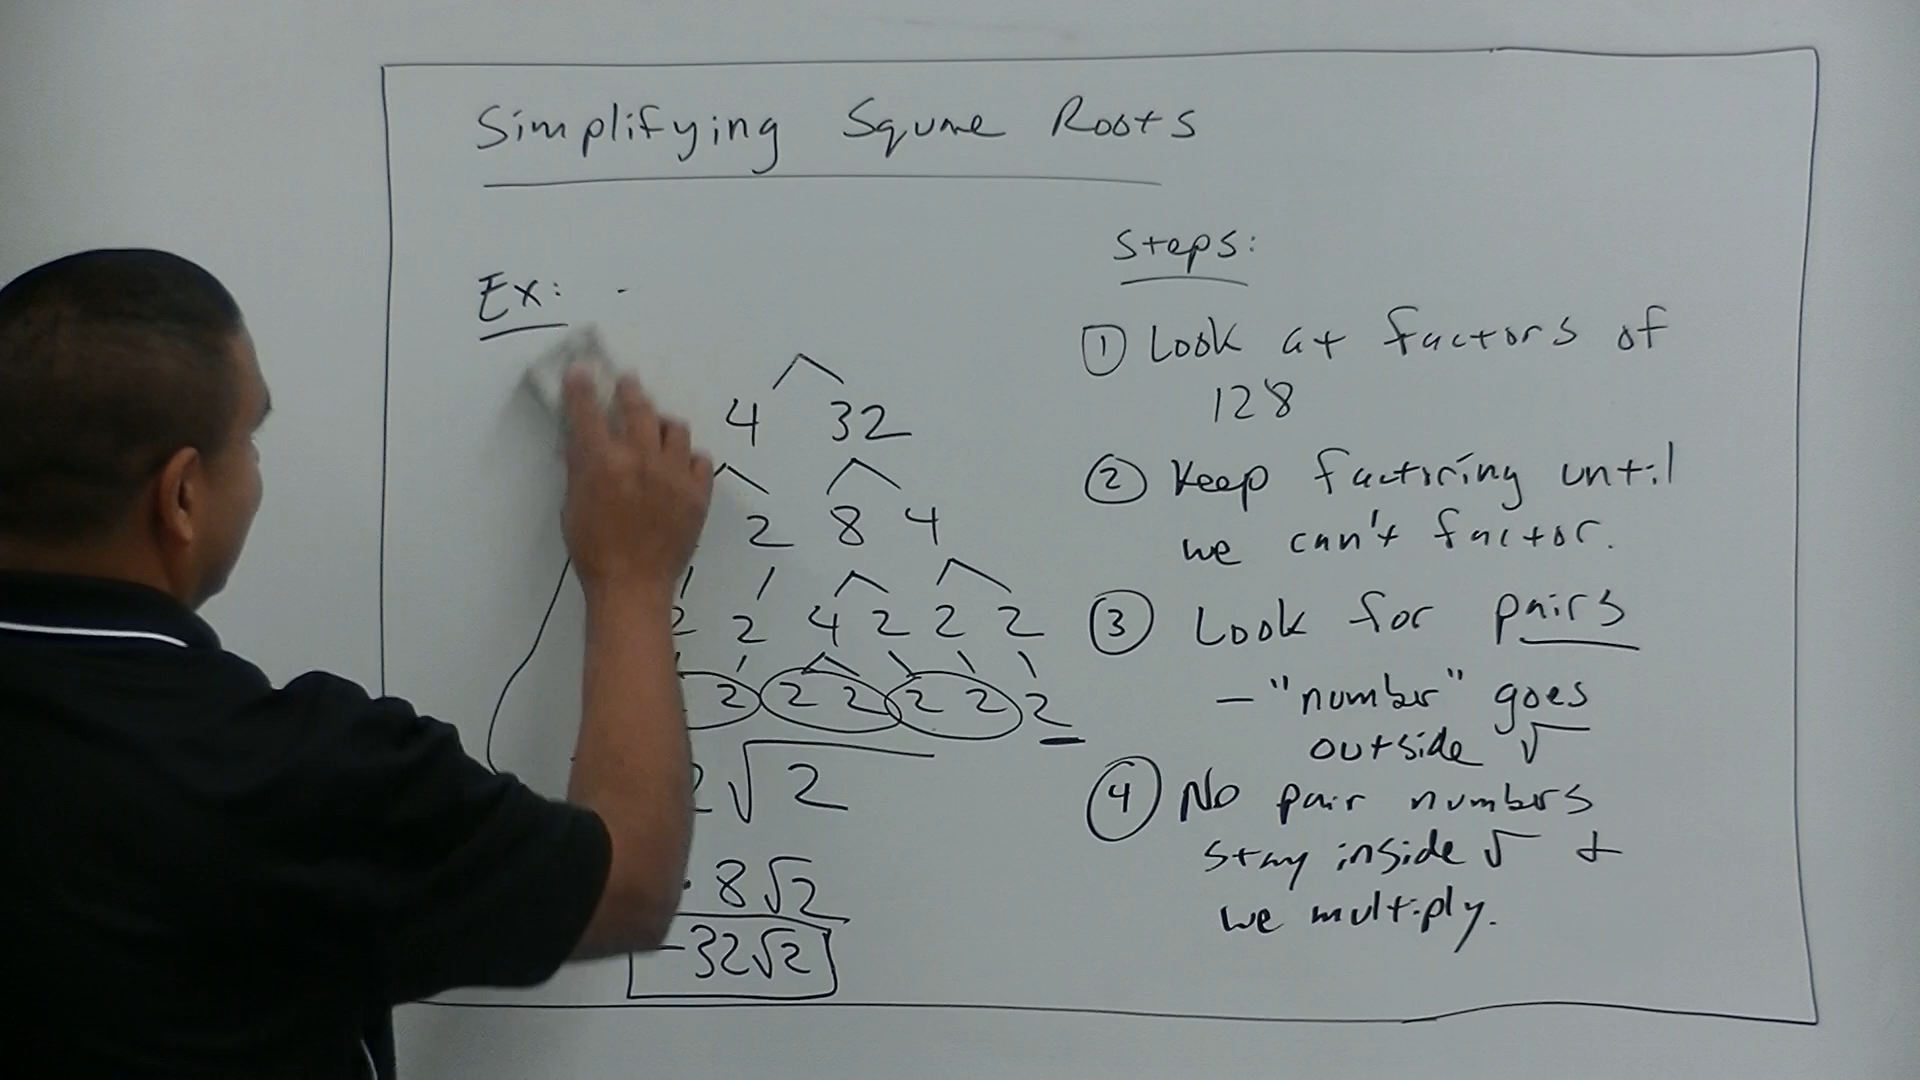 Simplifying Square Roots
Ex:
4 32
2 8 4
2 2 4 2 2 2
2 2 2 2 2 2
2√2
8√2
-32√2
Steps:
① Look at factors of
128
② Keep factoring until
we can't factor.
③ Look for pairs
- "number" goes
outside √
④ No pair numbers
stay inside √ +
we multiply.